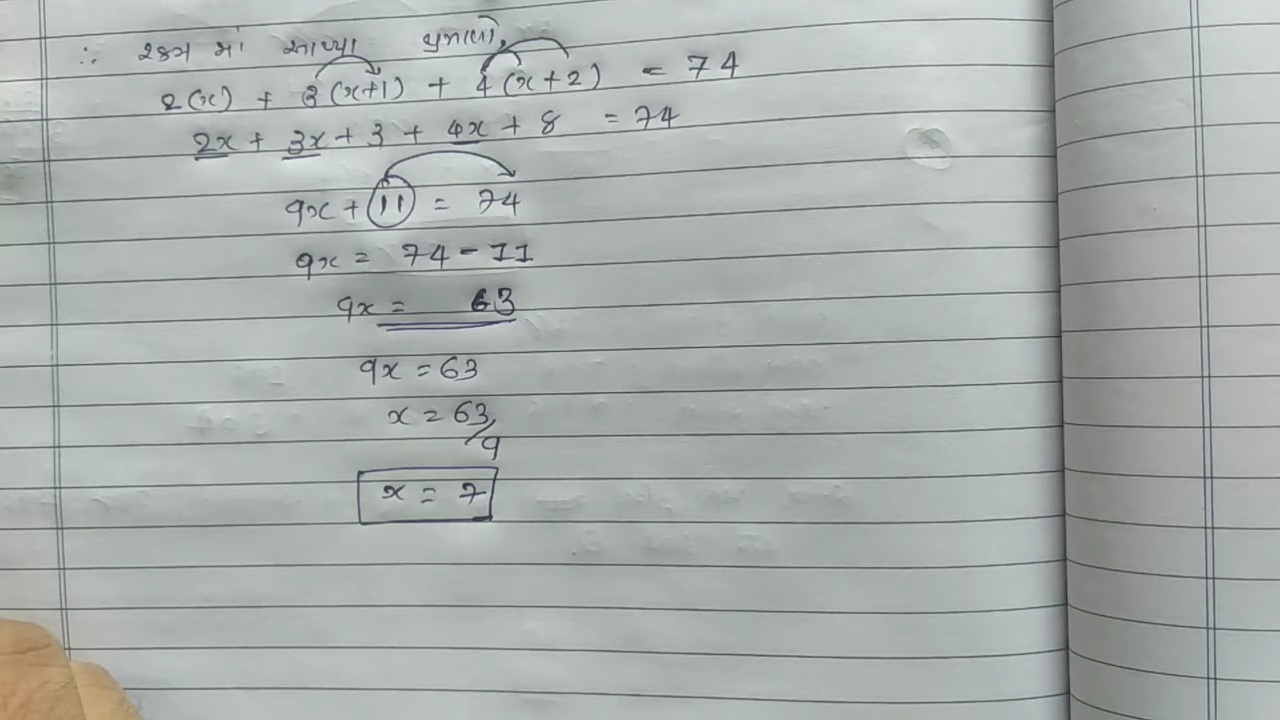 ∴ રકમ માં આપ્યા મુજબ,
2(x) + 3(x+1) + 4(x+2) = 74
2x + 3x + 3 + 4x + 8 = 74
9x + 11 = 74
9x = 74 - 11
9x = 63
9x = 63
x = 63/9
x = 7